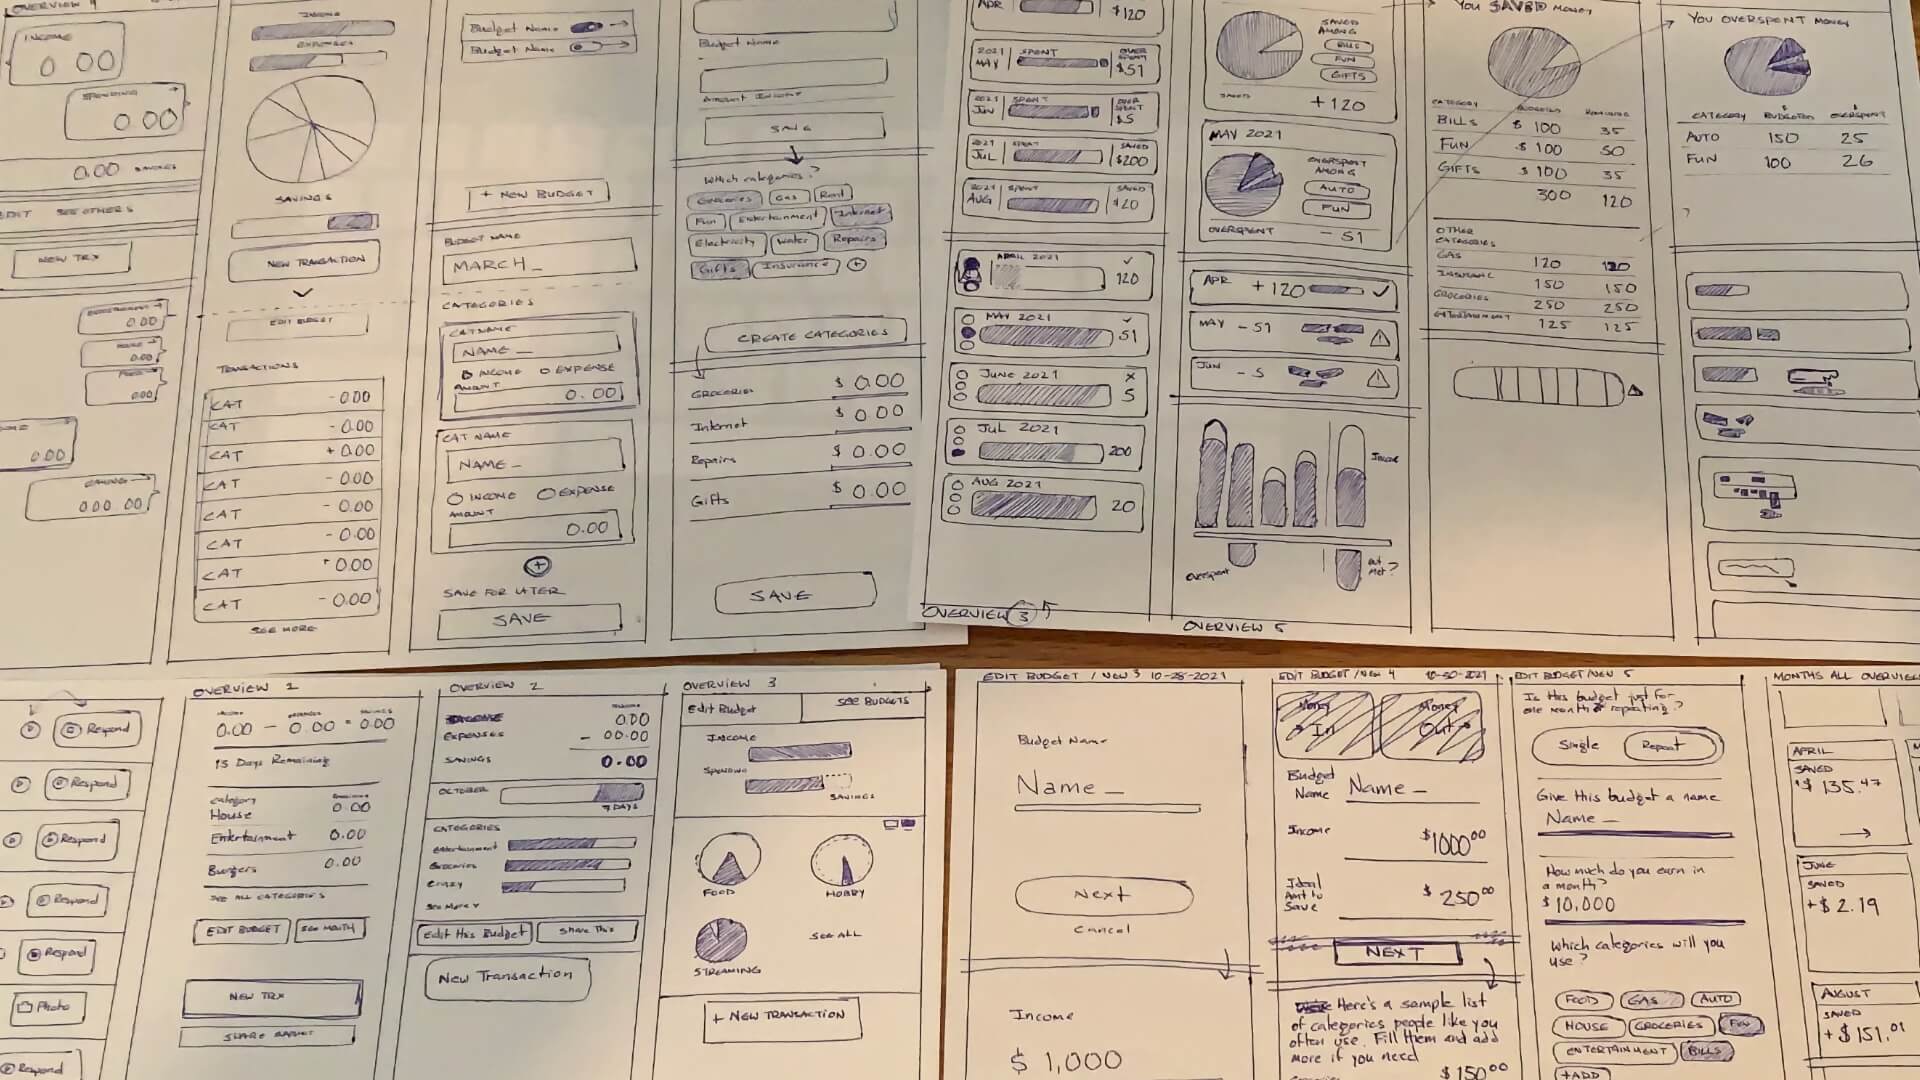 OVERVIEW 4
INCOME
0 00
SPENDING
0 00
0.00 SAVINGS
EDIT SEE OTHERS
NEW TRX
0.00
HOUSE
0.00
0.00
0.00
000 00
INCOME
EXPENSES
SAVINGS
NEW TRANSACTION
EDIT BUDGET
TRANSACTIONS
CAT - 0.00
CAT - 0.00
CAT + 0.00
CAT - 0.00
CAT - 0.00
CAT - 0.00
CAT + 0.00
CAT - 0.00
SEE MORE
Budget Name
Budget Name
+ NEW BUDGET
BUDGET NAME
MARCH_
CATEGORIES
CAT NAME
NAME_
INCOME EXPENSE
AMOUNT
0.00
CAT NAME
NAME_
INCOME EXPENSE
AMOUNT
0.00
+
SAVE FOR LATER
SAVE
Budget Name
Amount Income
SAVE
Which categories?
Groceries Gas Rent
Fun Entertainment Internet
Electricity Water Repairs
Gifts Insurance +
CREATE CATEGORIES
GROCERIES $ 0.00
Internet $ 0.00
Repairs $ 0.00
Gifts $ 0.00
SAVE
APR $120
2021 MAY SPENT OVER SPENT $51
2021 JUN SPENT OVER SPENT $5
2021 JUL SPENT SAVED $200
2021 AUG SPENT SAVED $20
APRIL 2021
120
MAY 2021
51
JUNE 2021
5
JUL 2021
200
AUG 2021
20
OVERVIEW 3
SAVED
AMONG
BILLS
FUN
GIFTS
+120
MAY 2021
OVERSPENT
AMONG
AUTO
FUN
OVERSPENT - 51
APR +120
MAY - 51
JUN - 5
INCOME
OVERSPENT
OVERVIEW 5
YOU SAVED MONEY
CATEGORY BUDGETED REMAINING
BILLS $ 100 35
FUN $ 100 50
GIFTS $ 100 35
300 120
OTHER
CATEGORIES
GAS 120 120
INSURANCE 150 150
GROCERIES 250 250
ENTERTAINMENT 125 125
YOU OVERSPENT MONEY
CATEGORY BUDGETED OVERSPENT
AUTO 150 25
FUN 100 26
?
Respond
Respond
Respond
Respond
Respond
Photo
Respond
OVERVIEW 1
0.00 - 0.00 = 0.00
15 Days Remaining
Category
House 0.00
Entertainment 0.00
Burgers 0.00
SEE ALL CATEGORIES
EDIT BUDGET SEE MONTH
NEW TRX
SHARE BUDGET
OVERVIEW 2
INCOME 0.00
EXPENSES - 00.00
SAVINGS 0.00
OCTOBER
7 DAYS
CATEGORIES
Entertainment
Groceries
Crazy
See More
Edit this Budget Share This
New Transaction
OVERVIEW 3
Edit Budget SEE BUDGETS
INCOME
SPENDING
SAVINGS
FOOD HOBBY
STREAMING SEE ALL
+ NEW TRANSACTION
EDIT BUDGET / NEW 3 10-28-2021
Budget Name
Name_
Next
Cancel
Income
$ 1,000
EDIT BUDGET / NEW 4 10-30-2021
Money In Money Out
Budget
Name Name_
Income $1000.00
Ideal
Amt to
Save $ 250.00
NEXT
Here's a sample list
of categories people like you
often use. Fill them and add
more if you need
$150.00
EDIT BUDGET/NEW 5
Is this budget just for
one month or repeating?
Single Repeat
Give this budget a name
Name_
How much do you earn in
a month?
$10,000
Which categories will you
use?
FOOD GAS AUTO
HOUSE GROCERIES FUN
ENTERTAINMENT BILLS
+ADD
MONTHS ALL OVERVIEW
APRIL
SAVED
+$ 135.47
JUNE
SAVED
+$ 2.19
AUGUST
SAVED
+$151.01